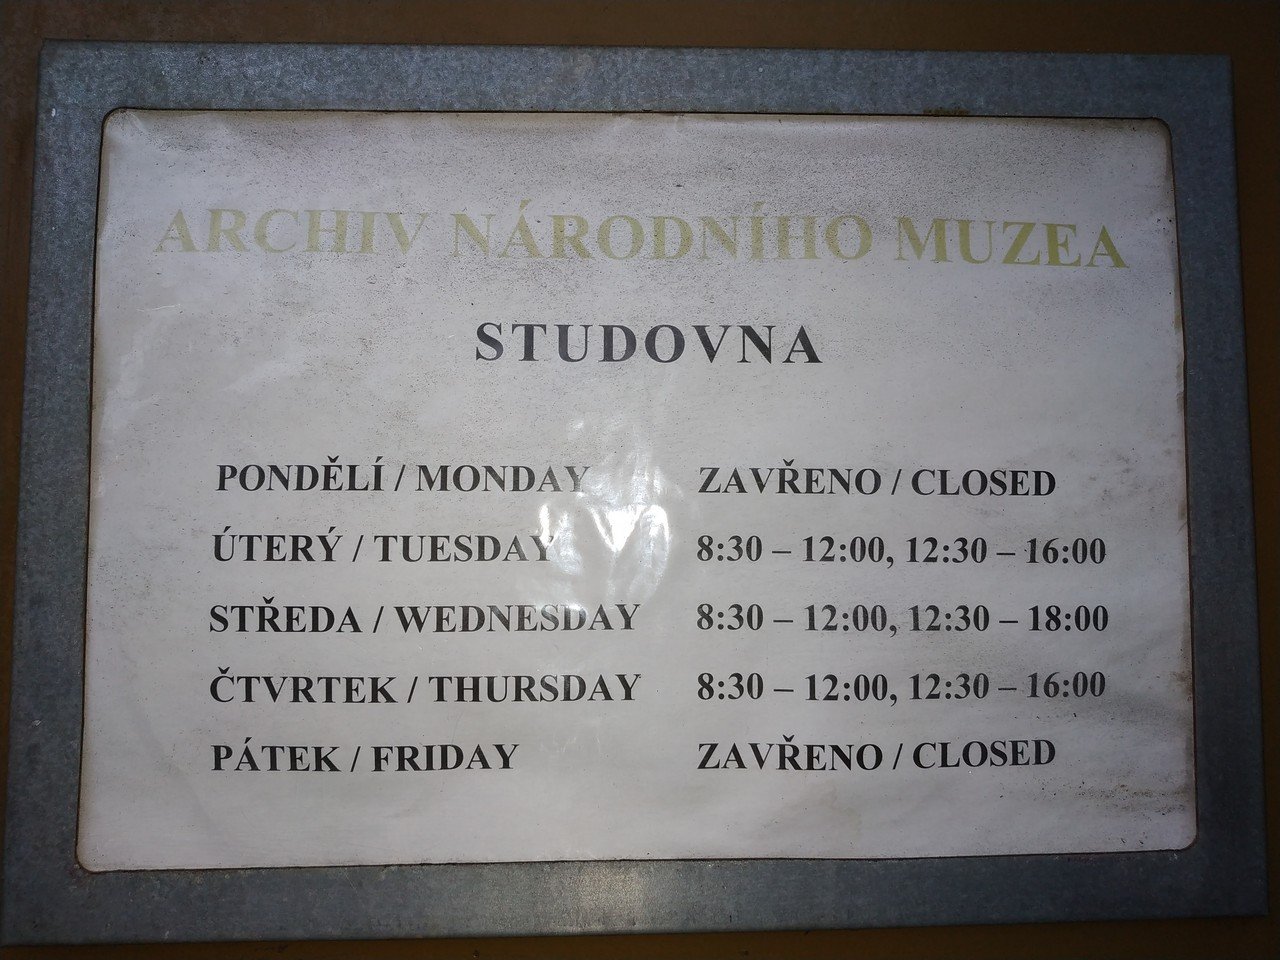 ARCHIV NÁRODNÍHO MUZEA
STUDOVNA
PONDĚLÍ / MONDAY ZAVŘENO / CLOSED
ÚTERÝ / TUESDAY 8:30 – 12:00, 12:30 – 16:00
STŘEDA / WEDNESDAY 8:30 – 12:00, 12:30 – 18:00
ČTVRTEK / THURSDAY 8:30 – 12:00, 12:30 – 16:00
PÁTEK / FRIDAY ZAVŘENO / CLOSED